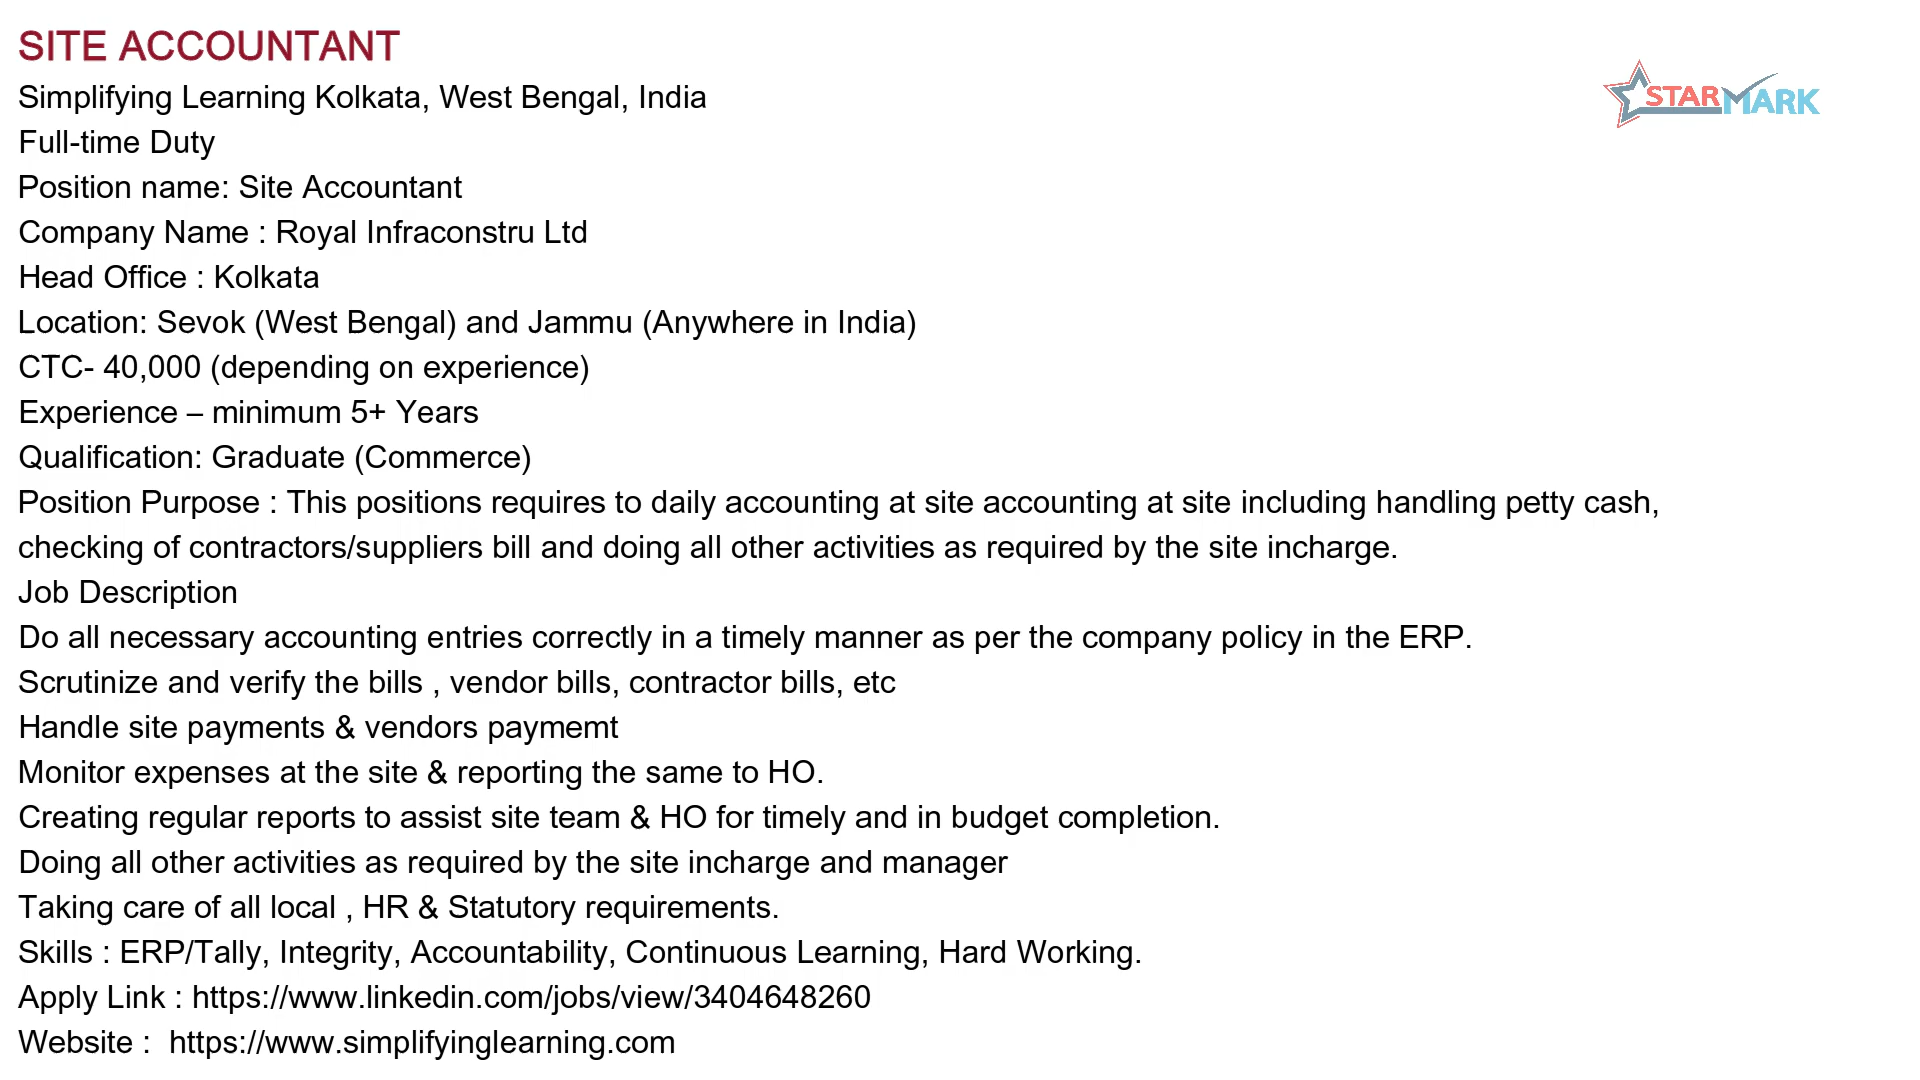 SITE ACCOUNTANT
Simplifying Learning Kolkata, West Bengal, India
STARMARK
Full-time Duty
Position name: Site Accountant
Company Name : Royal Infraconstru Ltd
Head Office : Kolkata
Location: Sevok (West Bengal) and Jammu (Anywhere in India)
CTC- 40,000 (depending on experience)
Experience – minimum 5+ Years
Qualification: Graduate (Commerce)
Position Purpose : This positions requires to daily accounting at site accounting at site including handling petty cash,
checking of contractors/suppliers bill and doing all other activities as required by the site incharge.
Job Description
Do all necessary accounting entries correctly in a timely manner as per the company policy in the ERP.
Scrutinize and verify the bills , vendor bills, contractor bills, etc
Handle site payments & vendors paymemt
Monitor expenses at the site & reporting the same to HO.
Creating regular reports to assist site team & HO for timely and in budget completion.
Doing all other activities as required by the site incharge and manager
Taking care of all local , HR & Statutory requirements.
Skills : ERP/Tally, Integrity, Accountability, Continuous Learning, Hard Working.
Apply Link : https://www.linkedin.com/jobs/view/3404648260
Website :  https://www.simplifyinglearning.com